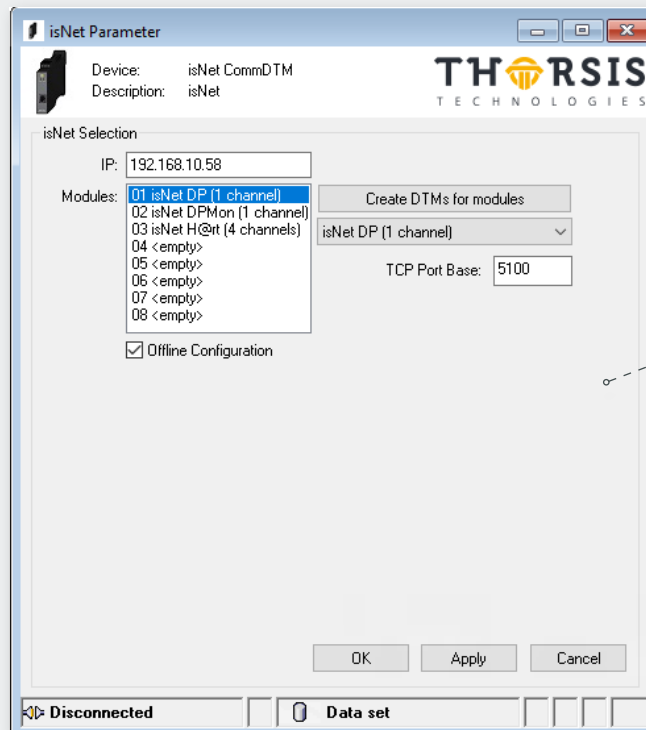 isNet Parameter
Device: isNet CommDTM
Description: isNet
THORSIS
TECHNOLOGIES
isNet Selection
IP: 192.168.10.58
Modules:
01 isNet DP (1 channel)
02 isNet DPMon (1 channel)
03 isNet H@rt (4 channels)
04 <empty>
05 <empty>
06 <empty>
07 <empty>
08 <empty>
Create DTMs for modules
isNet DP (1 channel)
TCP Port Base: 5100
Offline Configuration
OK Apply Cancel
Disconnected Data set